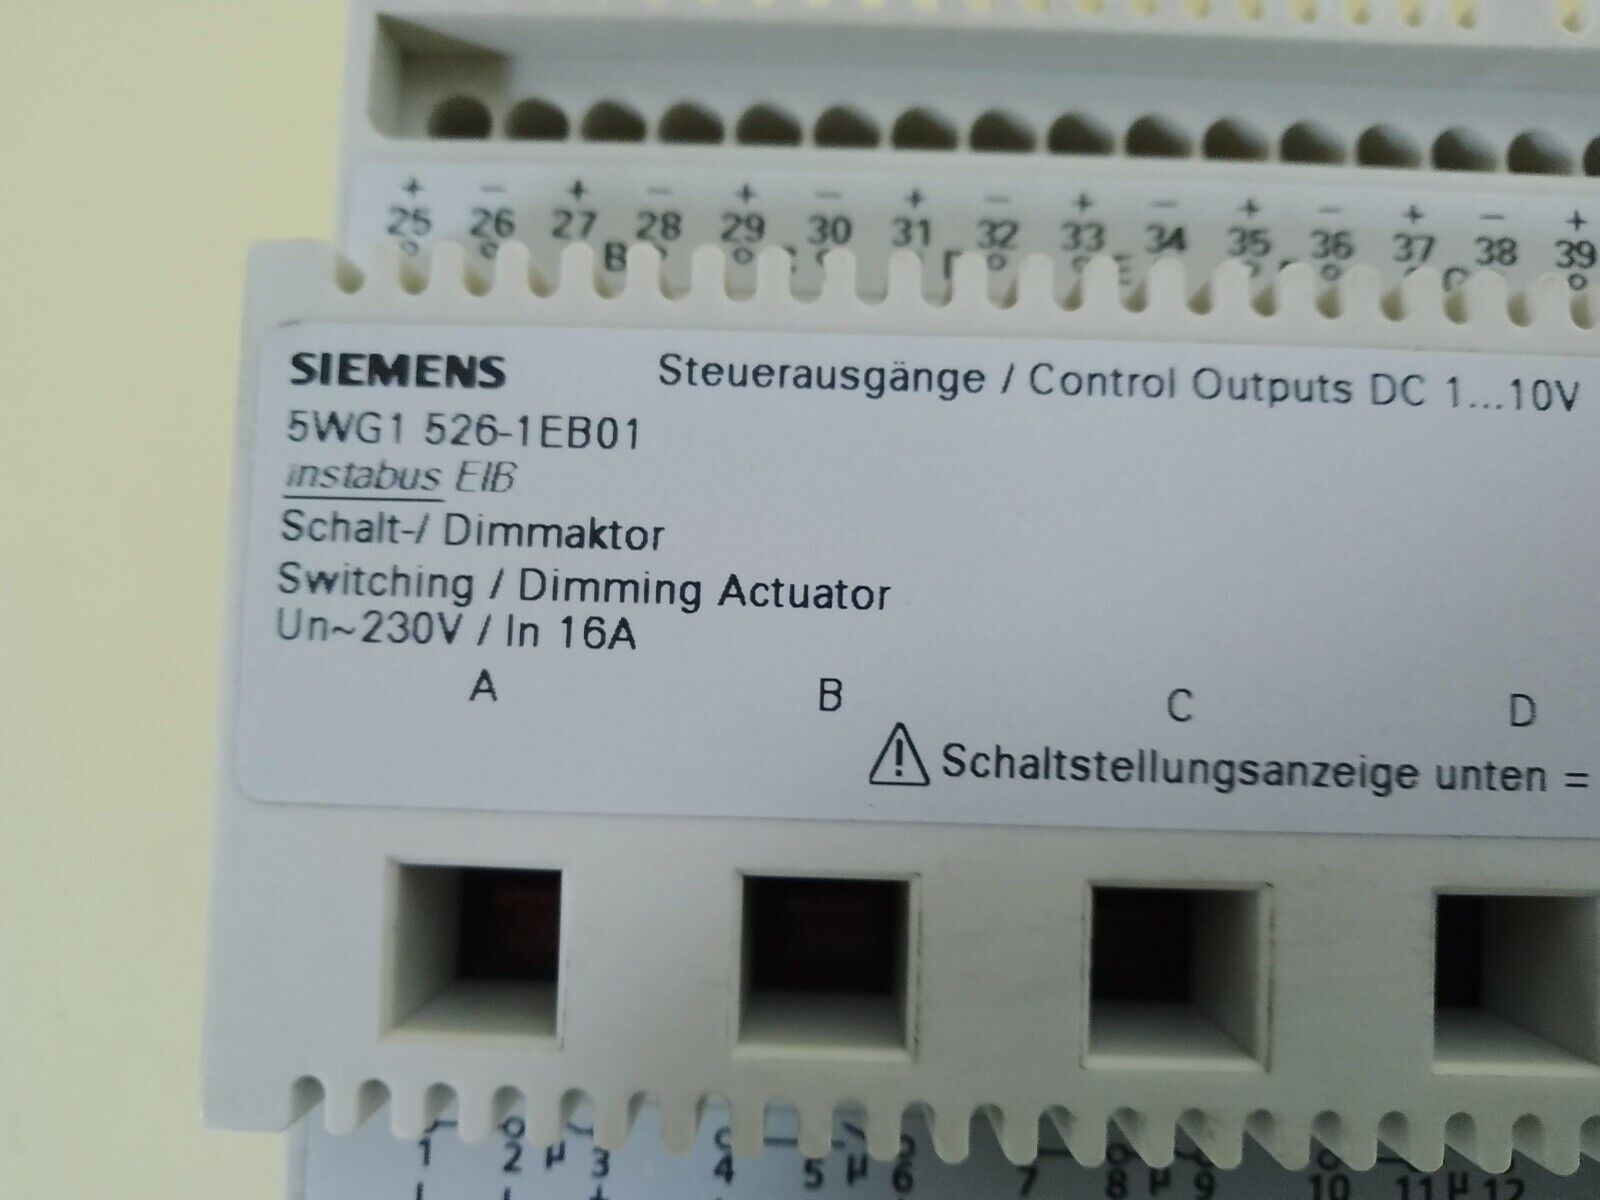 + - + - + - + - + - + - + - +
25 26 27 28 29 30 31 32 33 34 35 36 37 38 39
B E
SIEMENS Steuerausgänge / Control Outputs DC 1...10V
5WG1 526-1EB01
instabus EIB
Schalt-/ Dimmaktor
Switching / Dimming Actuator
Un~230V / In 16A
A B C D
⚠ Schaltstellungsanzeige unten =
1 2 µ 3 4 5 µ 6 7 8 µ 9 10 11 µ 12